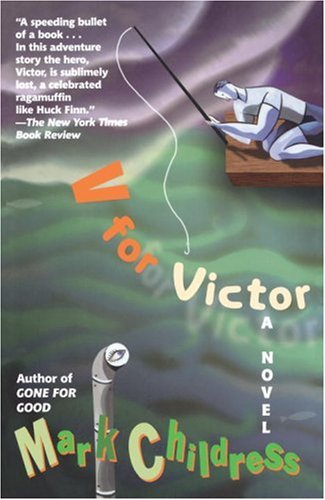 “A speeding bullet
of a book . . .
In this adventure
story the hero,
Victor, is sublimely
lost, a celebrated
ragamuffin
like Huck Finn.”
—The New York Times
Book Review
V for Victor
A NOVEL
Author of
GONE FOR
GOOD
Mark Childress